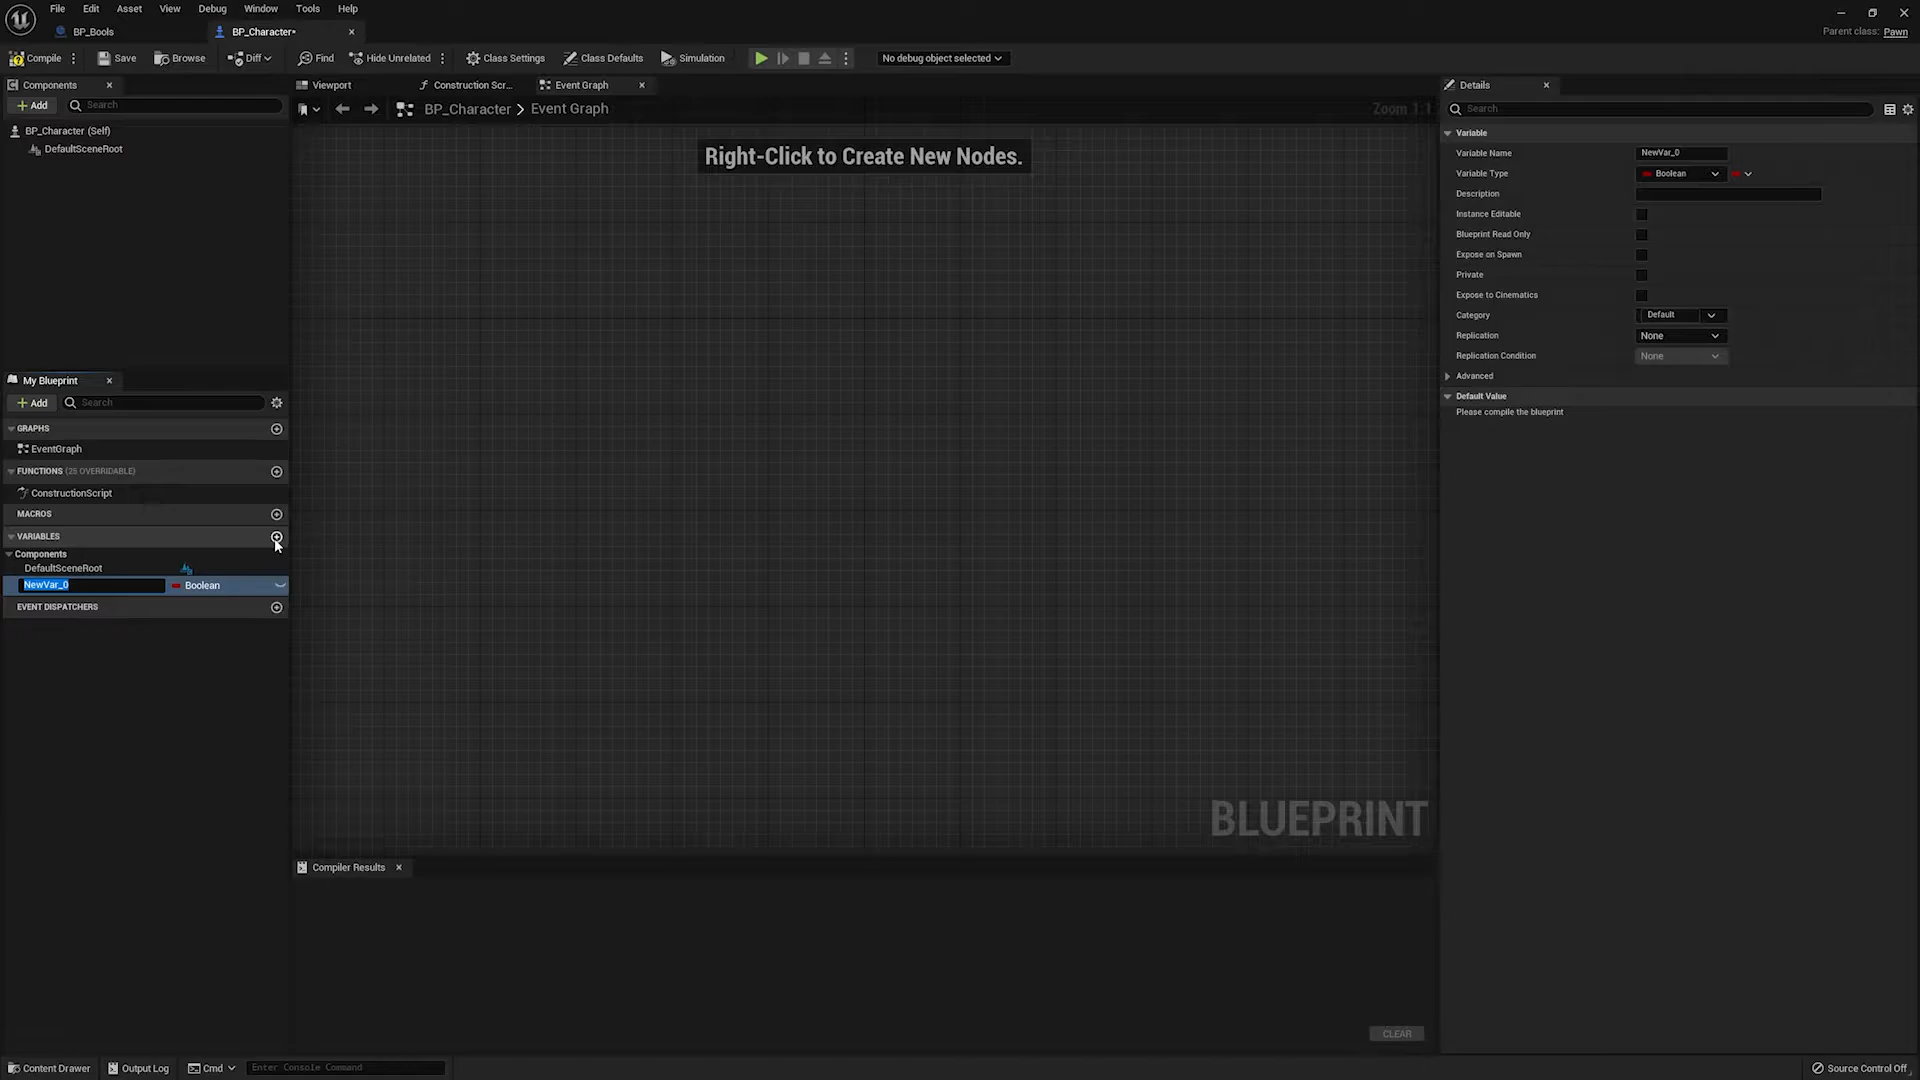 File Edit Asset View Debug Window Tools Help
BP_Bools BP_Character* Parent class: Pawn
Compile Save Browse Diff Find Hide Unrelated Class Settings Class Defaults Simulation No debug object selected
Components Viewport Construction Scr... Event Graph Details
Add Search BP_Character > Event Graph Zoom 1:1 Search
BP_Character (Self)
DefaultSceneRoot
Right-Click to Create New Nodes.
Variable
Variable Name NewVar_0
Variable Type Boolean
Description
Instance Editable
Blueprint Read Only
Expose on Spawn
Private
Expose to Cinematics
Category Default
Replication None
Replication Condition None
Advanced
Default Value
Please compile the blueprint
My Blueprint
Add Search
GRAPHS
EventGraph
FUNCTIONS (25 OVERRIDABLE)
ConstructionScript
MACROS
VARIABLES
Components
DefaultSceneRoot
NewVar_0 Boolean
EVENT DISPATCHERS
BLUEPRINT
Compiler Results
CLEAR
Content Drawer Output Log Cmd Enter Console Command Source Control Off